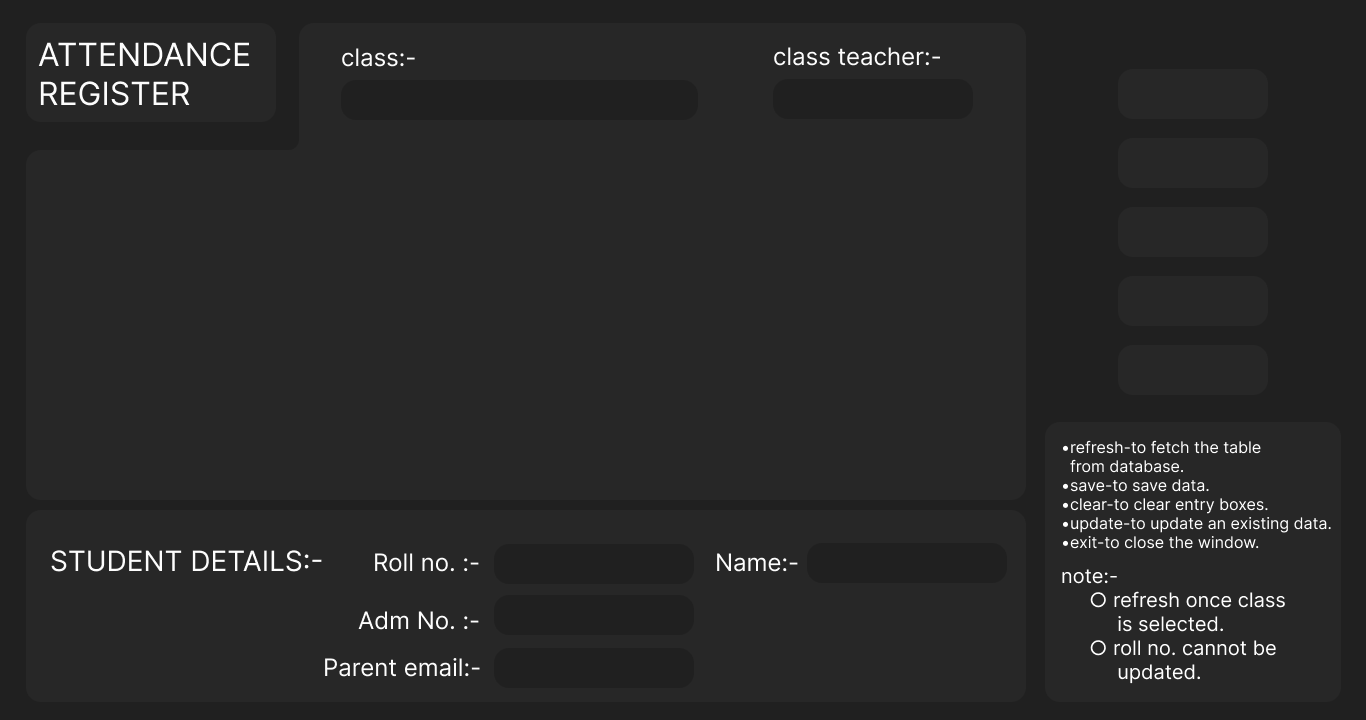 ATTENDANCE
REGISTER
class:-
class teacher:-
STUDENT DETAILS:-
Roll no. :-
Name:-
Adm No. :-
Parent email:-
•refresh-to fetch the table
from database.
•save-to save data.
•clear-to clear entry boxes.
•update-to update an existing data.
•exit-to close the window.
note:-
○ refresh once class
is selected.
○ roll no. cannot be
updated.